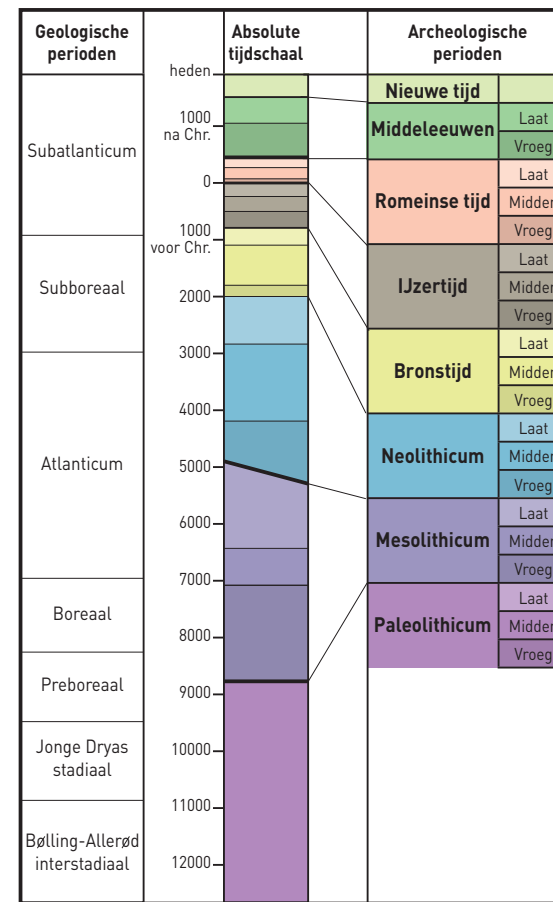 Geologische
perioden
Absolute
tijdschaal
Archeologische
perioden
Subatlanticum
Subboreaal
Atlanticum
Boreaal
Preboreaal
Jonge Dryas
stadiaal
Bølling-Allerød
interstadiaal
heden
1000
na Chr.
0
1000
voor Chr.
2000
3000
4000
5000
6000
7000
8000
9000
10000
11000
12000
Nieuwe tijd
Middeleeuwen
Laat
Vroeg
Romeinse tijd
Laat
Midden
Vroeg
IJzertijd
Laat
Midden
Vroeg
Bronstijd
Laat
Midden
Vroeg
Neolithicum
Laat
Midden
Vroeg
Mesolithicum
Laat
Midden
Vroeg
Paleolithicum
Laat
Midden
Vroeg